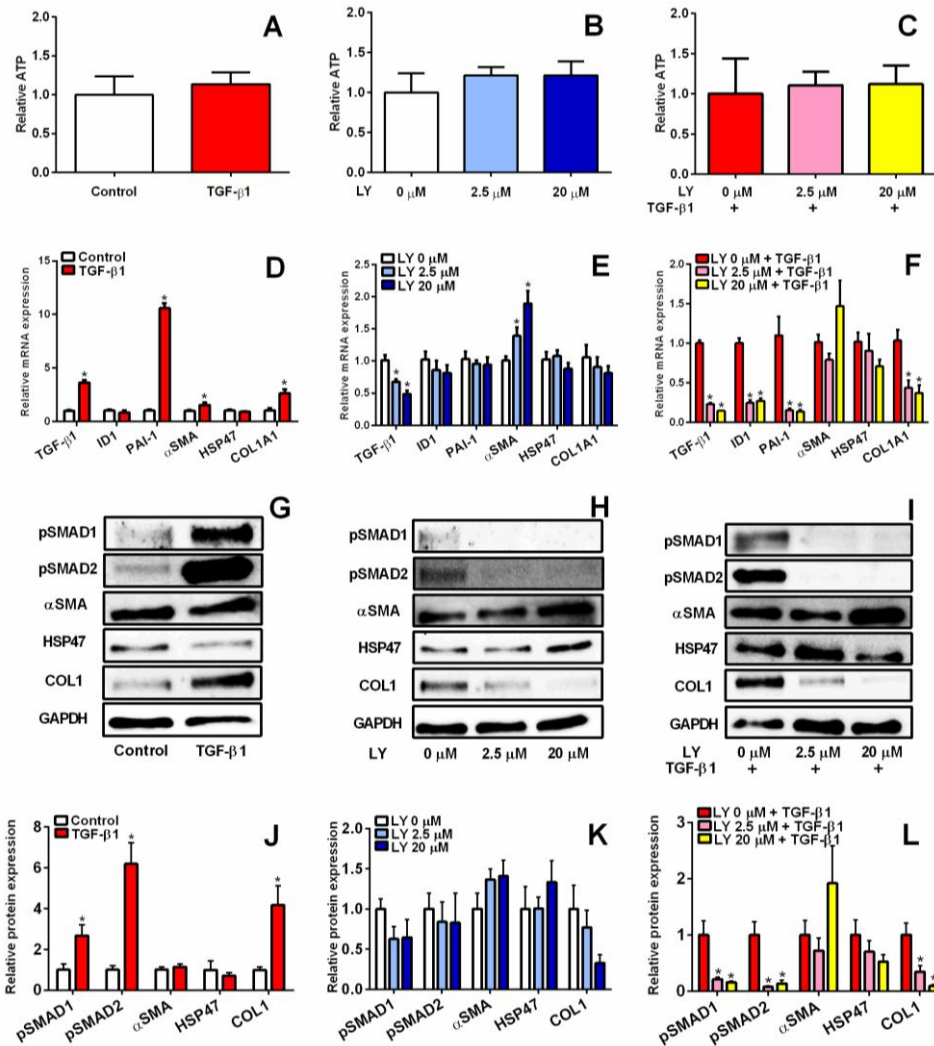 A
Relative ATP
2.0
1.5
1.0
0.5
0.0
Control TGF-β1
B
Relative ATP
2.0
1.5
1.0
0.5
0.0
LY 0 μM 2.5 μM 20 μM
C
Relative ATP
2.0
1.5
1.0
0.5
0.0
LY 0 μM 2.5 μM 20 μM
TGF-β1 + + +
D
Control
TGF-β1
Relative mRNA expression
15
10
5
0
* * * *
TGF-β1 ID1 PAI-1 αSMA HSP47 COL1A1
E
LY 0 μM
LY 2.5 μM
LY 20 μM
Relative mRNA expression
2.5
2.0
1.5
1.0
0.5
0.0
* * * *
TGF-β1 ID1 PAI-1 αSMA HSP47 COL1A1
F
LY 0 μM + TGF-β1
LY 2.5 μM + TGF-β1
LY 20 μM + TGF-β1
Relative mRNA expression
2.0
1.5
1.0
0.5
0.0
* * * * * * * *
TGF-β1 ID1 PAI-1 αSMA HSP47 COL1A1
G
pSMAD1
pSMAD2
αSMA
HSP47
COL1
GAPDH
Control TGF-β1
H
pSMAD1
pSMAD2
αSMA
HSP47
COL1
GAPDH
LY 0 μM 2.5 μM 20 μM
I
pSMAD1
pSMAD2
αSMA
HSP47
COL1
GAPDH
LY 0 μM 2.5 μM 20 μM
TGF-β1 + + +
J
Control
TGF-β1
Relative protein expression
8
6
4
2
0
* * *
pSMAD1 pSMAD2 αSMA HSP47 COL1
K
LY 0 μM
LY 2.5 μM
LY 20 μM
Relative protein expression
2.0
1.5
1.0
0.5
0.0
pSMAD1 pSMAD2 αSMA HSP47 COL1
L
LY 0 μM + TGF-β1
LY 2.5 μM + TGF-β1
LY 20 μM + TGF-β1
Relative protein expression
3
2
1
0
* * * * * *
pSMAD1 pSMAD2 αSMA HSP47 COL1